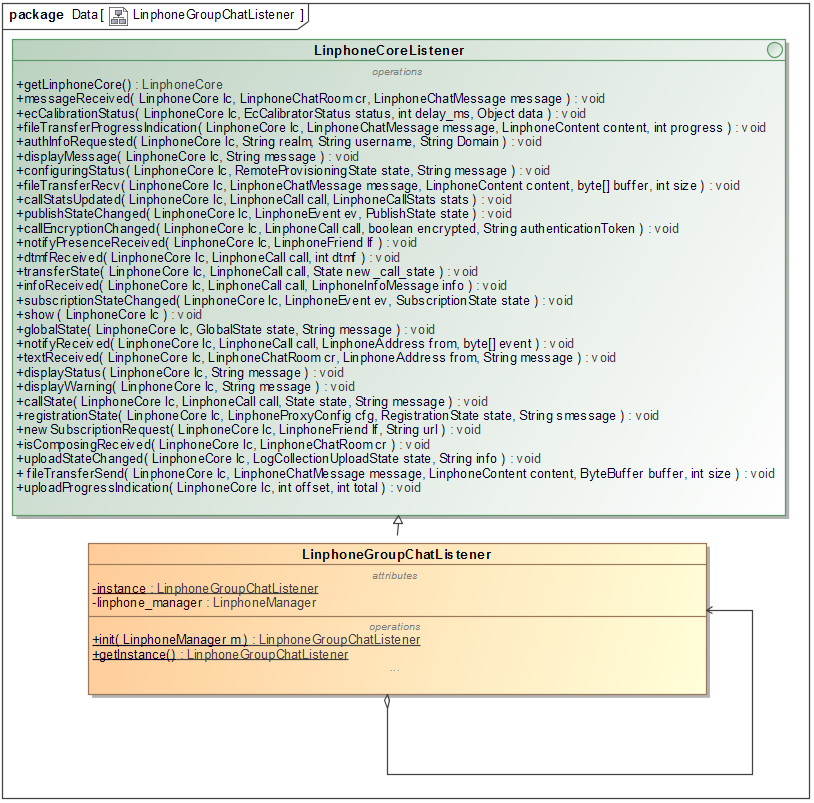 package Data[ LinphoneGroupChatListener ]
LinphoneCoreListener
operations
+getLinphoneCore() : LinphoneCore
+messageReceived( LinphoneCore lc, LinphoneChatRoom cr, LinphoneChatMessage message ) : void
+ecCalibrationStatus( LinphoneCore lc, EcCalibratorStatus status, int delay_ms, Object data ) : void
+fileTransferProgressIndication( LinphoneCore lc, LinphoneChatMessage message, LinphoneContent content, int progress ) : void
+authInfoRequested( LinphoneCore lc, String realm, String username, String Domain ) : void
+displayMessage( LinphoneCore lc, String message ) : void
+configuringStatus( LinphoneCore lc, RemoteProvisioningState state, String message ) : void
+fileTransferRecv( LinphoneCore lc, LinphoneChatMessage message, LinphoneContent content, byte[] buffer, int size ) : void
+callStatsUpdated( LinphoneCore lc, LinphoneCall call, LinphoneCallStats stats ) : void
+publishStateChanged( LinphoneCore lc, LinphoneEvent ev, PublishState state ) : void
+callEncryptionChanged( LinphoneCore lc, LinphoneCall call, boolean encrypted, String authenticationToken ) : void
+notifyPresenceReceived( LinphoneCore lc, LinphoneFriend lf ) : void
+dtmfReceived( LinphoneCore lc, LinphoneCall call, int dtmf ) : void
+transferState( LinphoneCore lc, LinphoneCall call, State new_call_state ) : void
+infoReceived( LinphoneCore lc, LinphoneCall call, LinphoneInfoMessage info ) : void
+subscriptionStateChanged( LinphoneCore lc, LinphoneEvent ev, SubscriptionState state ) : void
+show( LinphoneCore lc ) : void
+globalState( LinphoneCore lc, GlobalState state, String message ) : void
+notifyReceived( LinphoneCore lc, LinphoneCall call, LinphoneAddress from, byte[] event ) : void
+textReceived( LinphoneCore lc, LinphoneChatRoom cr, LinphoneAddress from, String message ) : void
+displayStatus( LinphoneCore lc, String message ) : void
+displayWarning( LinphoneCore lc, String message ) : void
+callState( LinphoneCore lc, LinphoneCall call, State state, String message ) : void
+registrationState( LinphoneCore lc, LinphoneProxyConfig cfg, RegistrationState state, String smessage ) : void
+newSubscriptionRequest( LinphoneCore lc, LinphoneFriend lf, String url ) : void
+isComposingReceived( LinphoneCore lc, LinphoneChatRoom cr ) : void
+uploadStateChanged( LinphoneCore lc, LogCollectionUploadState state, String info ) : void
+ fileTransferSend( LinphoneCore lc, LinphoneChatMessage message, LinphoneContent content, ByteBuffer buffer, int size ) : void
+uploadProgressIndication( LinphoneCore lc, int offset, int total ) : void
LinphoneGroupChatListener
attributes
-instance : LinphoneGroupChatListener
-linphone_manager : LinphoneManager
operations
+init( LinphoneManager m ) : LinphoneGroupChatListener
+getInstance() : LinphoneGroupChatListener
...